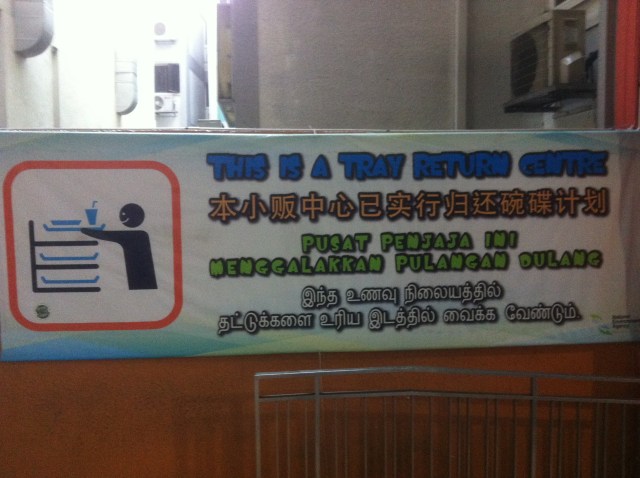 THIS IS A TRAY RETURN CENTRE
本小贩中心已实行归还碗碟计划
PUSAT PENJAJA INI
MENGGALAKKAN PULANGAN DULANG
இந்த உணவு நிலையத்தில்
தட்டுக்களை உரிய இடத்தில் வைக்க வேண்டும்.